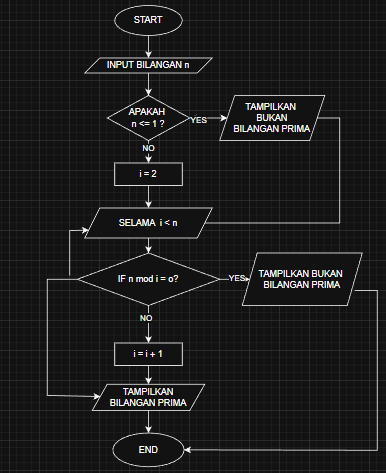 START
INPUT BILANGAN n
APAKAH
n <= 1 ?
YES
TAMPILKAN
BUKAN
BILANGAN PRIMA
NO
i = 2
SELAMA i < n
IF n mod i = o?
YES
TAMPILKAN BUKAN
BILANGAN PRIMA
NO
i = i + 1
TAMPILKAN
BILANGAN PRIMA
END